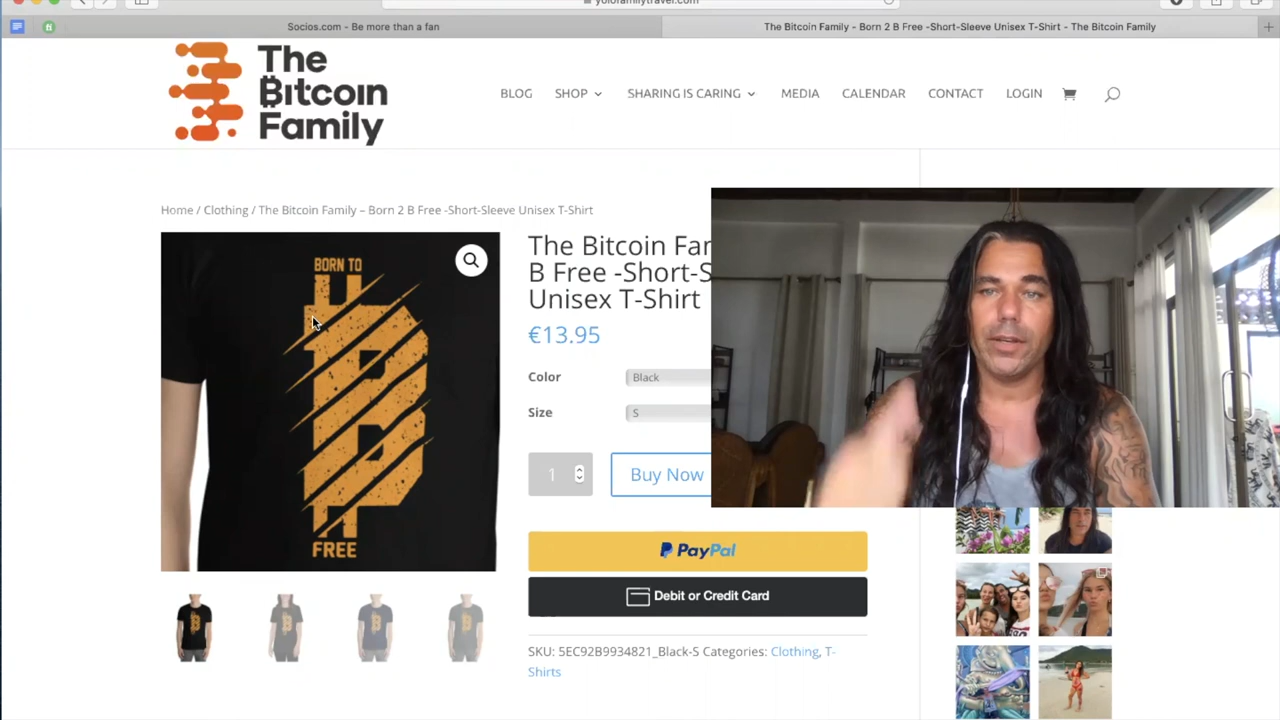 yolofamilytravel.com
Socios.com - Be more than a fan
The Bitcoin Family - Born 2 B Free -Short-Sleeve Unisex T-Shirt - The Bitcoin Family
The
Bitcoin
Family
BLOG
SHOP
SHARING IS CARING
MEDIA
CALENDAR
CONTACT
LOGIN
Home / Clothing / The Bitcoin Family – Born 2 B Free -Short-Sleeve Unisex T-Shirt
BORN TO
B
FREE
The Bitcoin Fam
B Free -Short-S
Unisex T-Shirt
€13.95
Color
Black
Size
S
1
Buy Now
PayPal
Debit or Credit Card
SKU: 5EC92B9934821_Black-S Categories: Clothing, T-
Shirts